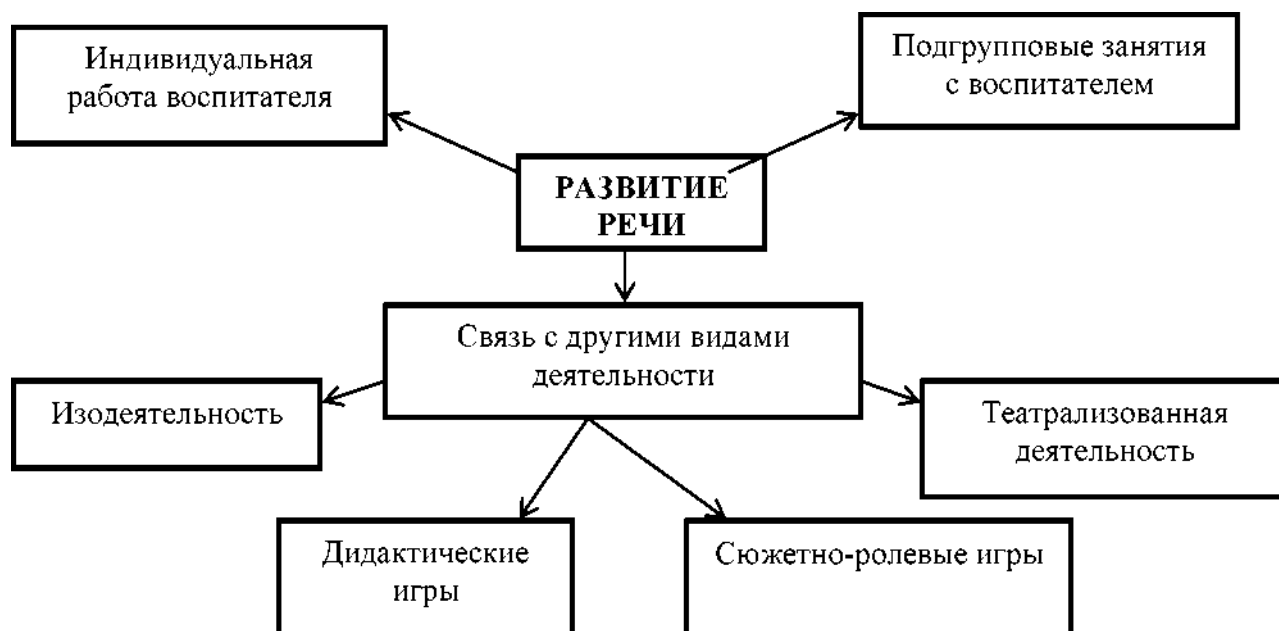 Индивидуальная
работа воспитателя
Подгрупповые занятия
с воспитателем
РАЗВИТИЕ
РЕЧИ
Связь с другими видами
деятельности
Изодеятельность
Театрализованная
деятельность
Дидактические
игры
Сюжетно-ролевые игры